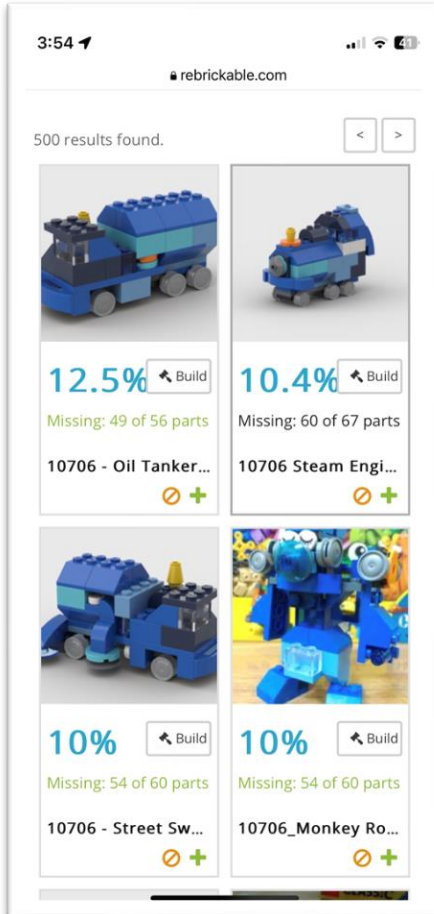 3:54
41
rebrickable.com
500 results found.
< >
12.5% Build
Missing: 49 of 56 parts
10706 - Oil Tanker...
10.4% Build
Missing: 60 of 67 parts
10706 Steam Engi...
10% Build
Missing: 54 of 60 parts
10706 - Street Sw...
10% Build
Missing: 54 of 60 parts
10706_Monkey Ro...
CLASSIC